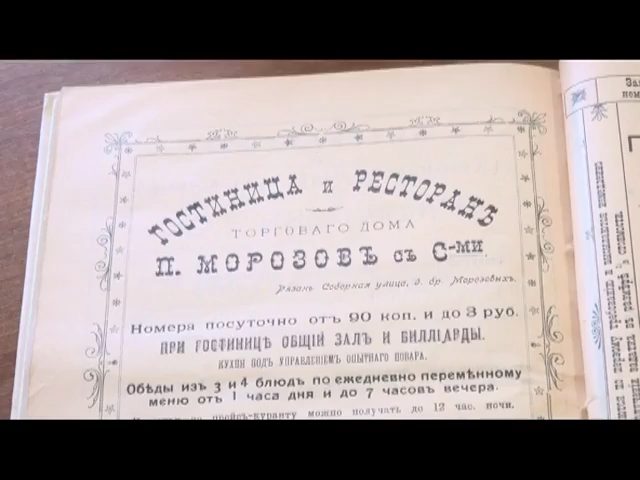 ГОСТИНИЦА и РЕСТОРАНЪ
ТОРГОВАГО ДОМА
П. МОРОЗОВЪ съ С-ми
Рязань Соборная улица, д. бр. Морозовыхъ.
Номера посуточно отъ 90 коп. и до 3 руб.
ПРИ ГОСТИНИЦѢ ОБЩІЙ ЗАЛЪ И БИЛЛІАРДЫ.
КУХНЯ ПОДЪ УПРАВЛЕНІЕМЪ ОПЫТНАГО ПОВАРА.
Обѣды изъ 3 и 4 блюдъ по ежедневно перемѣнному
меню отъ 1 часа дня и до 7 часовъ вечера.
прейсъ-куранту можно получать до 12 час. ночи.